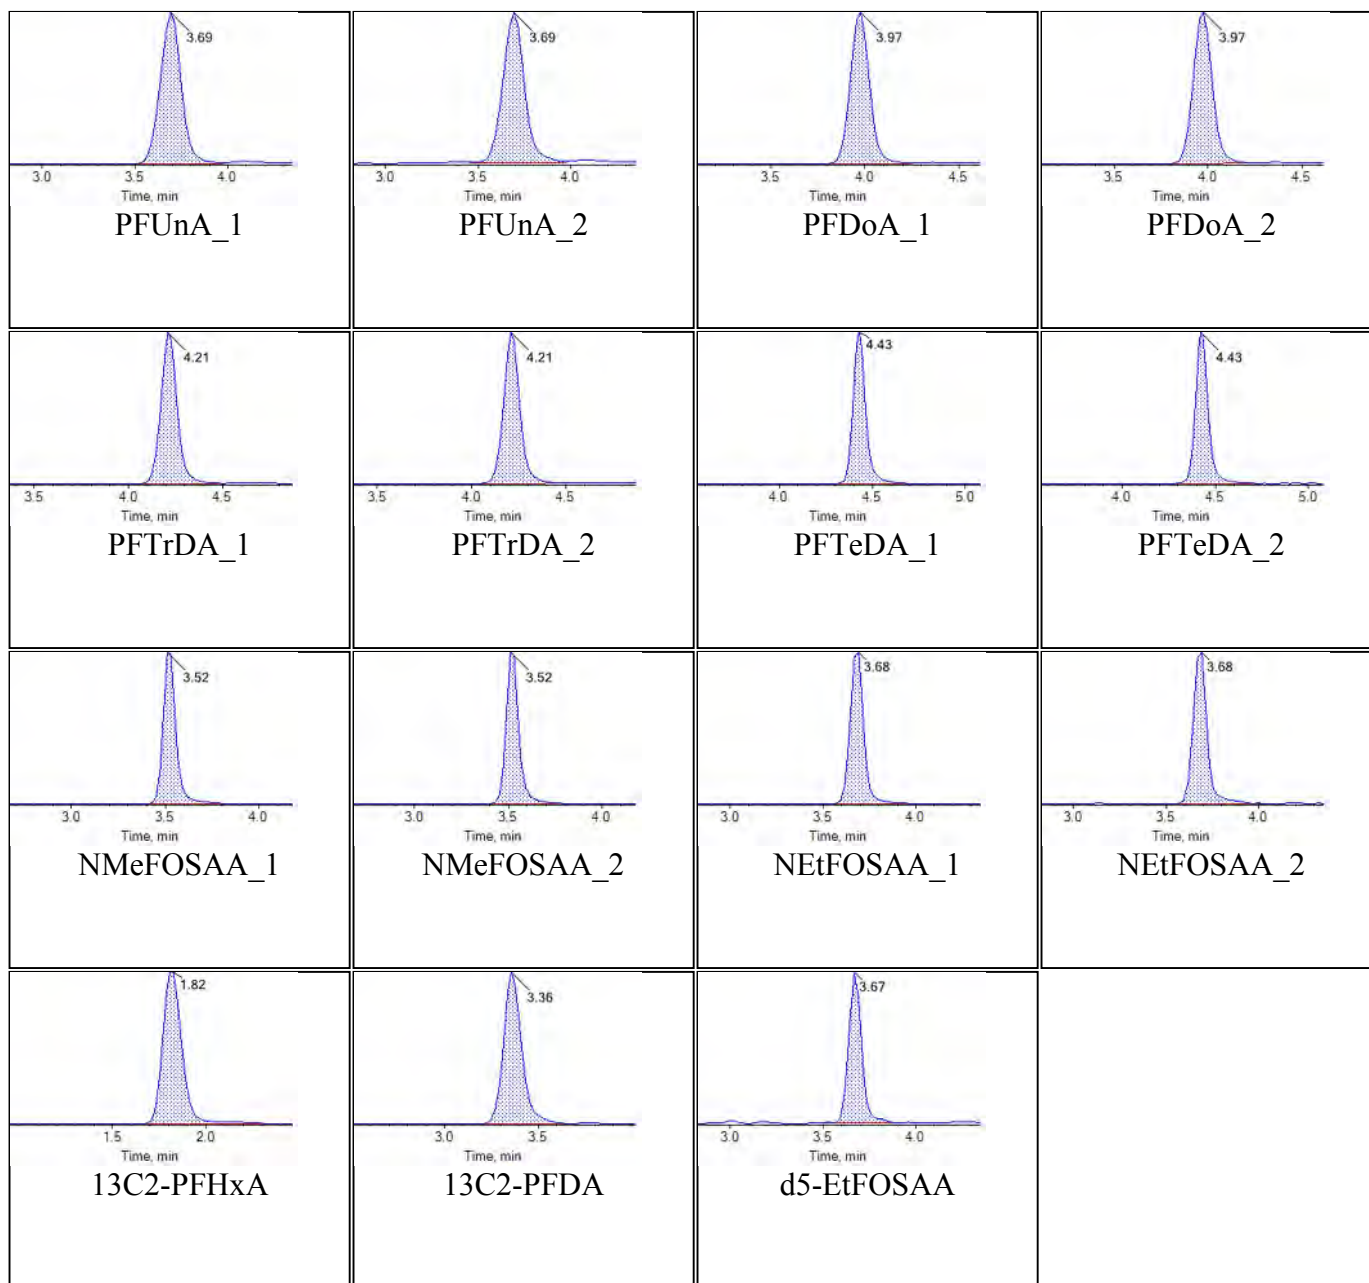 3.69
3.0 4.0
Time, min
PFUnA_1
3.69
3.0 3.5 4.0
Time, min
PFUnA_2
3.97
3.5 4.0 4.5
Time, min
PFDoA_1
3.97
3.5 4.0 4.5
Time, min
PFDoA_2
4.21
3.5 4.0 4.5
Time, min
PFTrDA_1
4.21
3.5 4.0 4.5
Time, min
PFTrDA_2
4.43
4.0 4.5 5.0
Time, min
PFTeDA_1
4.43
4.0 4.5 5.0
Time, min
PFTeDA_2
3.52
3.0 3.5 4.0
Time, min
NMeFOSAA_1
3.52
3.0 3.5 4.0
Time, min
NMeFOSAA_2
3.68
3.0 3.5 4.0
Time, min
NEtFOSAA_1
3.68
3.0 3.5 4.0
Time, min
NEtFOSAA_2
1.82
1.5 2.0
Time, min
13C2-PFHxA
3.36
3.0 3.5
Time, min
13C2-PFDA
3.67
3.0 3.5 4.0
Time, min
d5-EtFOSAA